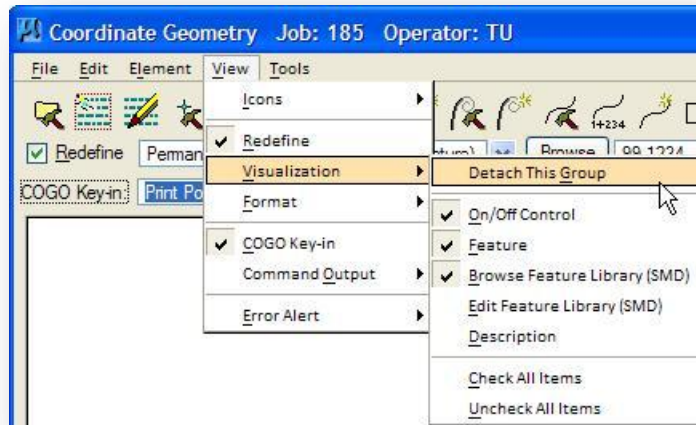 Coordinate Geometry Job: 185 Operator: TU
File Edit Element View Tools
Icons
1+234
Redefine
Redefine
Visualization
Browse 99.1234
Detach This Group
COGO Key-in:
Print
Format
On/Off Control
COGO Key-in
Feature
Command Output
Browse Feature Library (SMD)
Error Alert
Edit Feature Library (SMD)
Description
Check All Items
Uncheck All Items